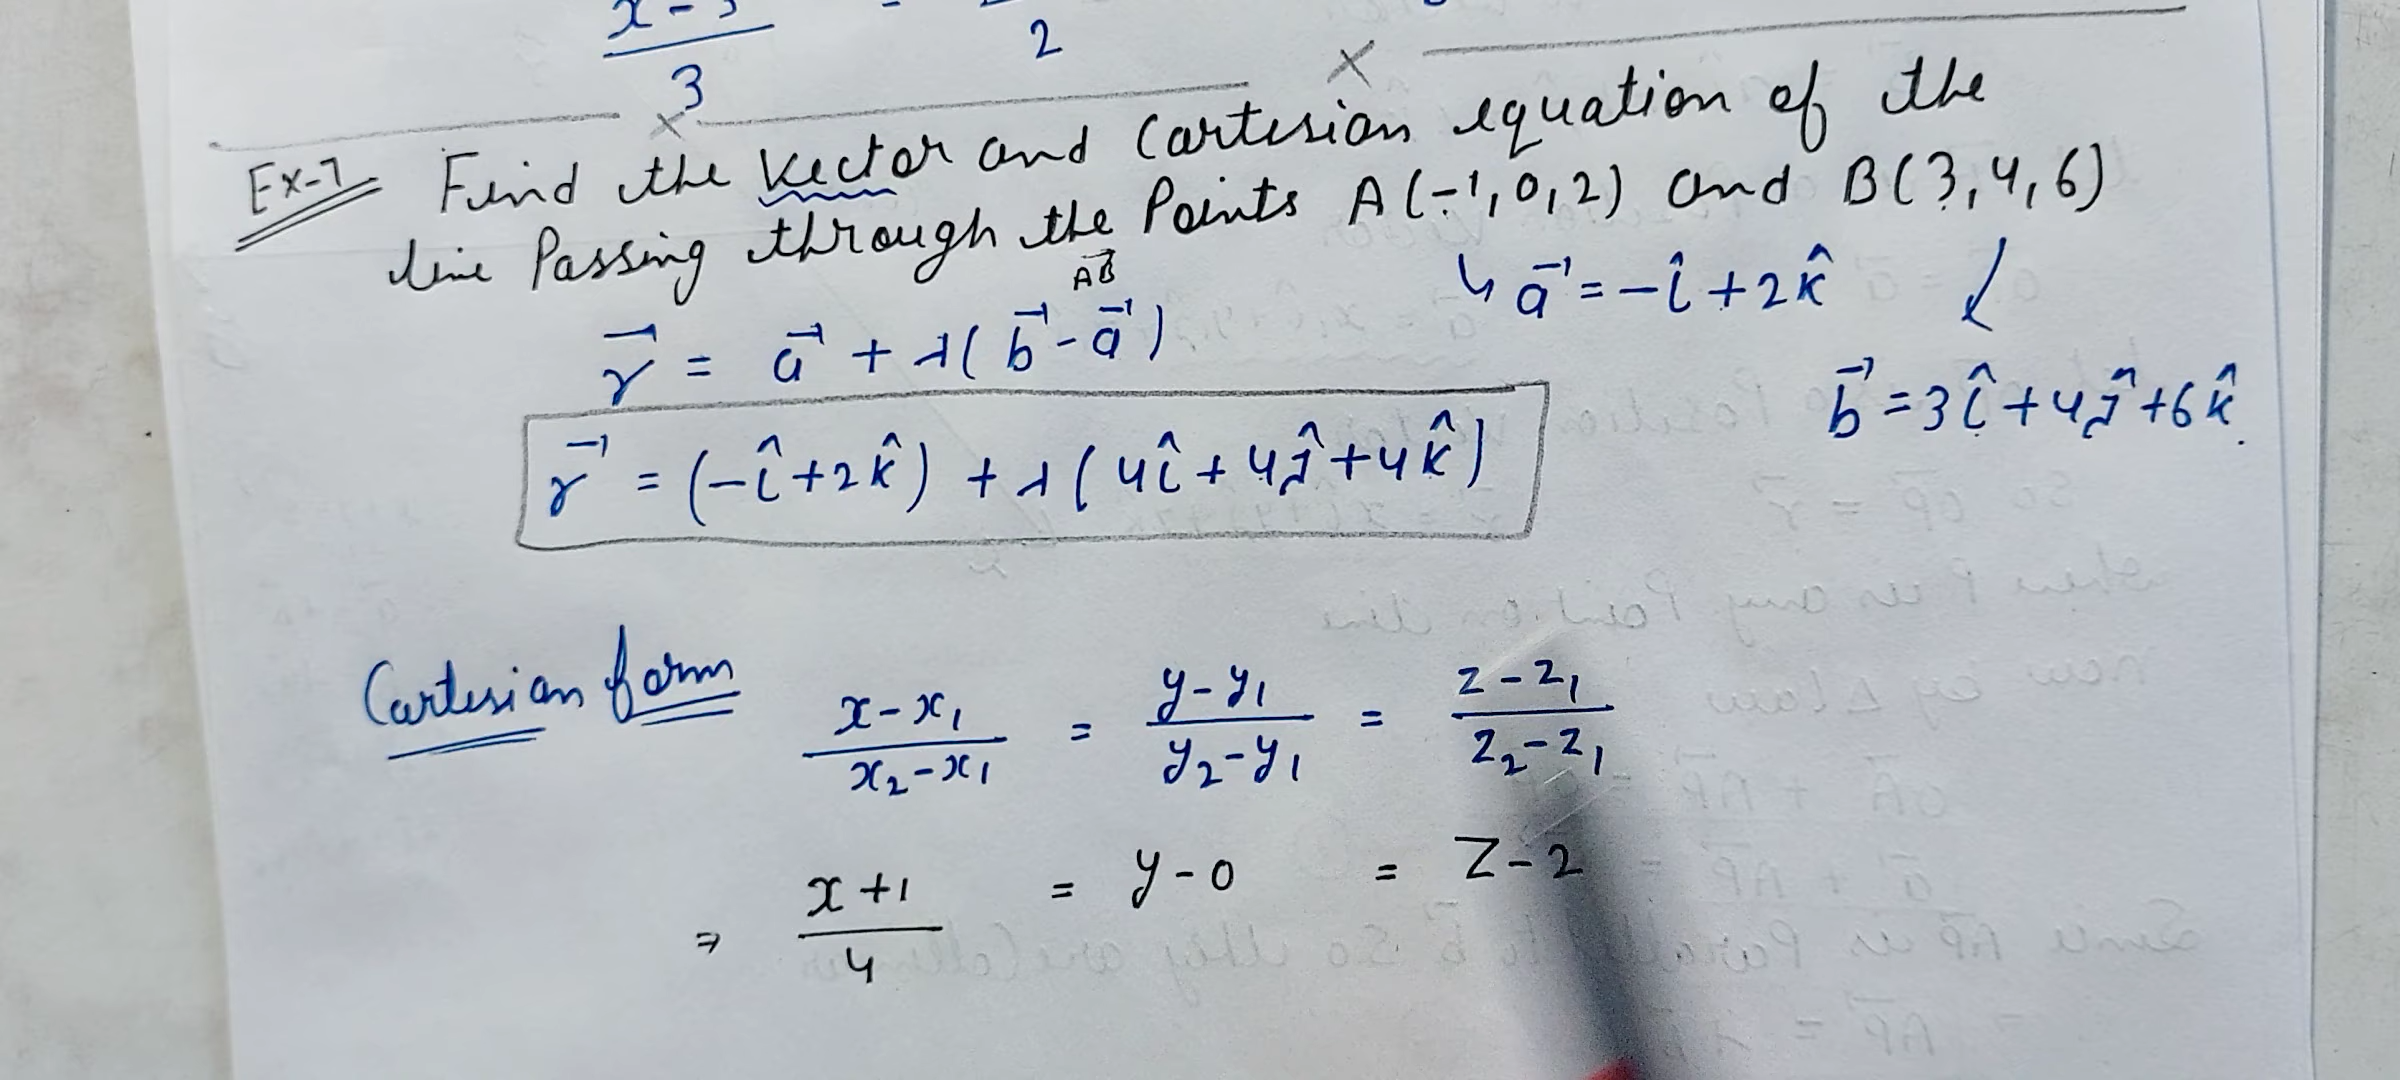 x - 3
3
2
Ex-7 Find the Vector and Cartesian equation of the
line Passing through the Points A(-1,0,2) and B(3,4,6)
AB⃗
↳ a⃗ = -î + 2k̂
r⃗ = a⃗ + λ(b⃗ - a⃗)
b⃗ = 3î + 4ĵ + 6k̂.
r⃗ = (-î + 2k̂) + λ(4î + 4ĵ + 4k̂)
Cartesian form
x - x₁ / x₂ - x₁ = y - y₁ / y₂ - y₁ = z - z₁ / z₂ - z₁
⇒ x + 1 / 4 = y - 0 = z - 2